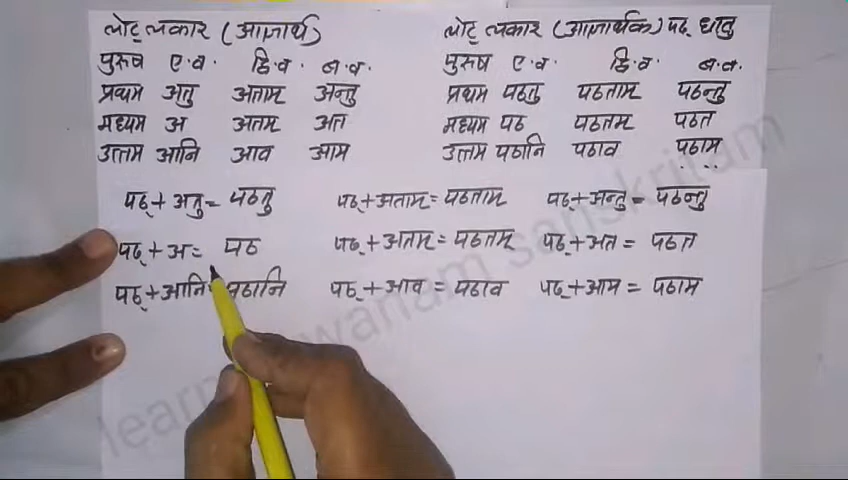 लोट् लकार (आज्ञार्थ)
पुरुष ए.व. द्वि.व. ब.व.
प्रथम अतु अताम् अन्तु
मध्यम अ अतम् अत
उत्तम आनि आव आम
लोट् लकार (आज्ञार्थक) पठ् धातु
पुरुष ए.व. द्वि.व. ब.व.
प्रथम पठतु पठताम् पठन्तु
मध्यम पठ पठतम् पठत
उत्तम पठानि पठाव पठाम
पठ्+अतु=पठतु पठ्+अताम्=पठताम् पठ्+अन्तु=पठन्तु
पठ्+अ= पठ पठ्+अतम्=पठतम् पठ्+अत = पठत
पठ्+आनि=पठानि पठ्+आव = पठाव पठ्+आम = पठाम
learn wanam sanskritam